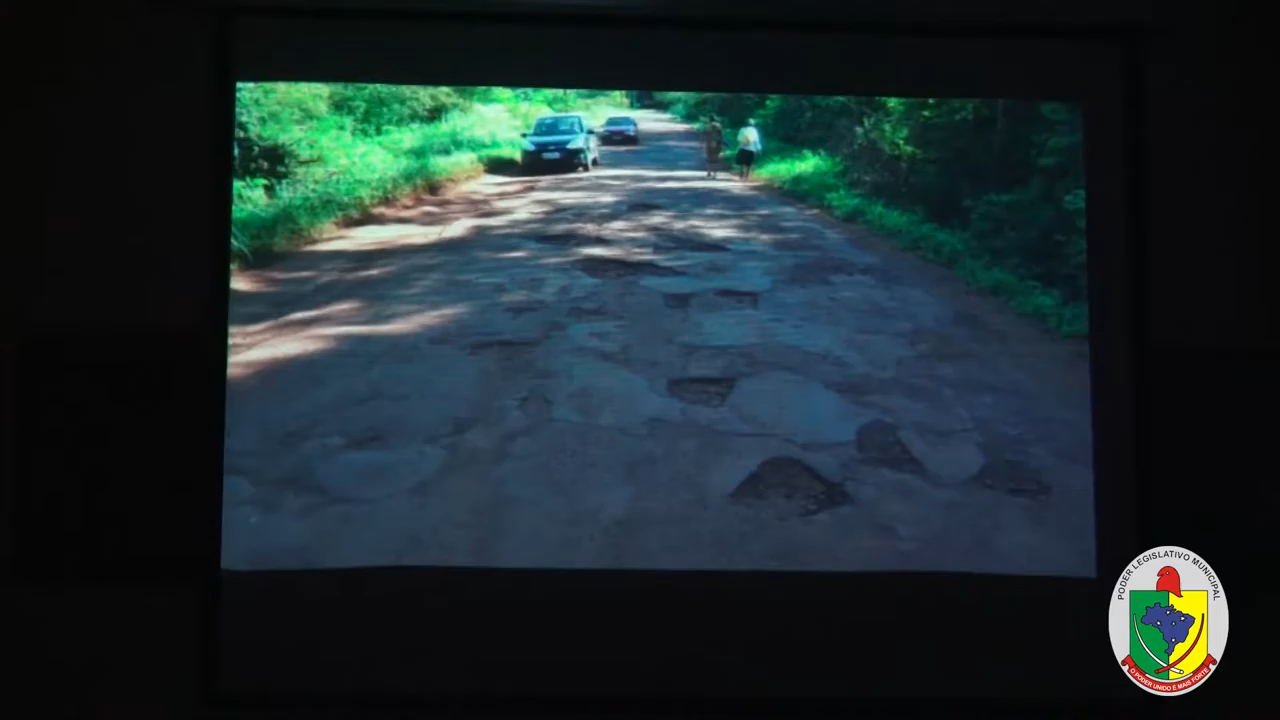 PODER LEGISLATIVO MUNICIPAL
O PODER UNIDO É MAIS FORTE